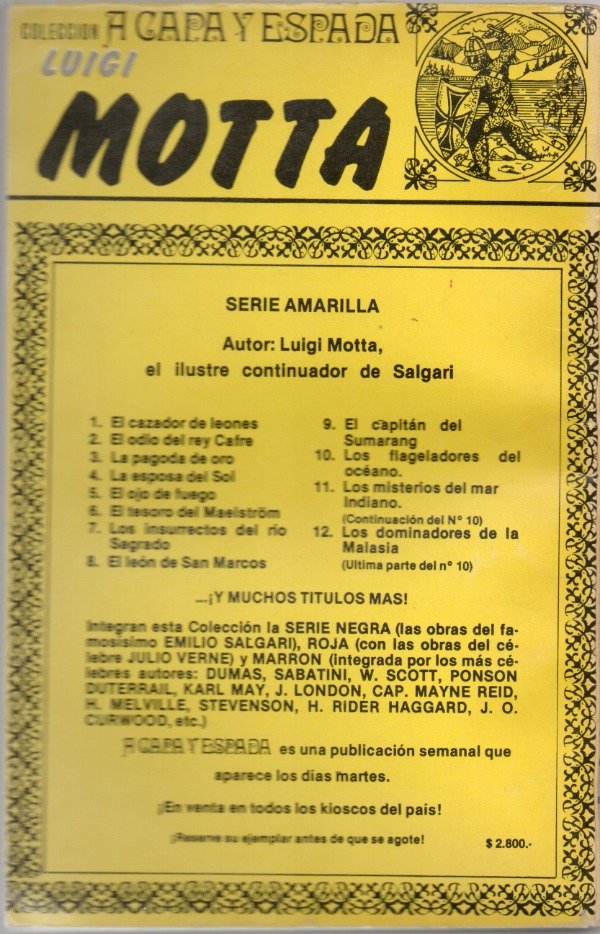 COLECCION A CAPA Y ESPADA
LUIGI
MOTTA
SERIE AMARILLA
Autor: Luigi Motta,
el ilustre continuador de Salgari
1. El cazador de leones
2. El odio del rey Cafre
3. La pagoda de oro
4. La esposa del Sol
5. El ojo de fuego
6. El tesoro del Maelström
7. Los insurrectos del río
Sagrado
8. El león de San Marcos
9. El capitán del
Sumarang
10. Los flageladores del
océano.
11. Los misterios del mar
Indiano.
(Continuación del Nº 10)
12. Los dominadores de la
Malasia
(Ultima parte del nº 10)
...¡Y MUCHOS TITULOS MAS!
Integran esta Colección la SERIE NEGRA (las obras del fa-
mosísimo EMILIO SALGARI), ROJA (con las obras del cé-
lebre JULIO VERNE) y MARRON (integrada por los más cé-
lebres autores: DUMAS, SABATINI, W. SCOTT, PONSON
DUTERRAIL, KARL MAY, J. LONDON, CAP. MAYNE REID,
H. MELVILLE, STEVENSON, H. RIDER HAGGARD, J. O.
CURWOOD, etc.)
A CAPA Y ESPADA es una publicación semanal que
aparece los días martes.
¡En venta en todos los kioscos del país!
¡Reserve su ejemplar antes de que se agote!
$ 2.800.-